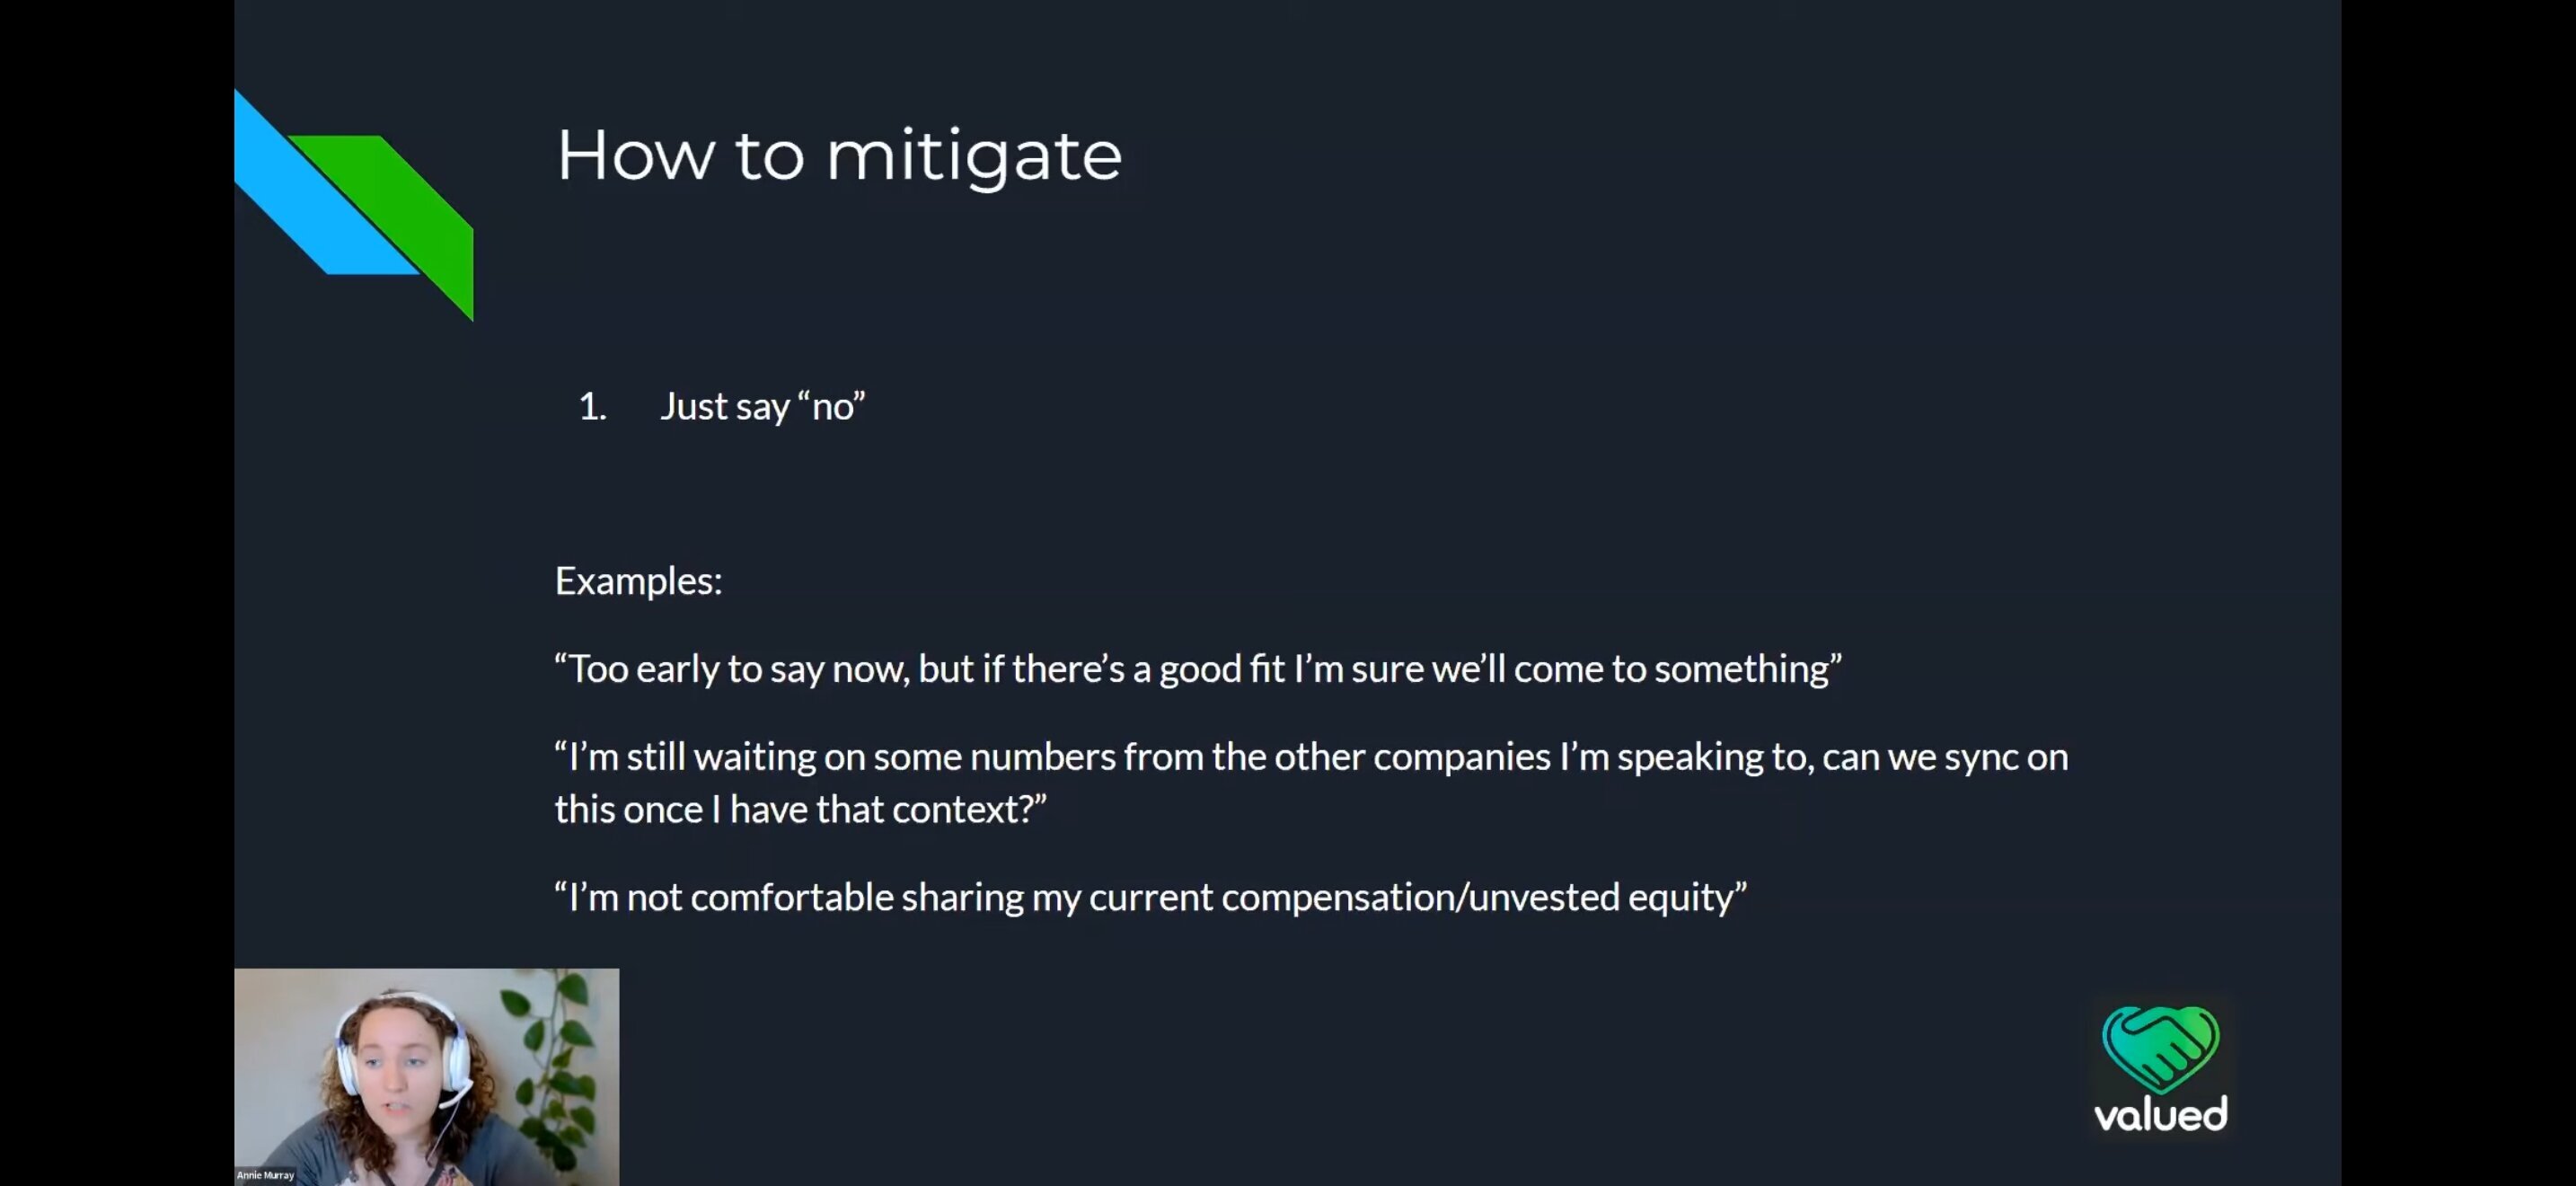 How to mitigate
1. Just say “no”
Examples:
“Too early to say now, but if there’s a good fit I’m sure we’ll come to something”
“I’m still waiting on some numbers from the other companies I’m speaking to, can we sync on
this once I have that context?”
“I’m not comfortable sharing my current compensation/unvested equity”
Annie Murray
valued